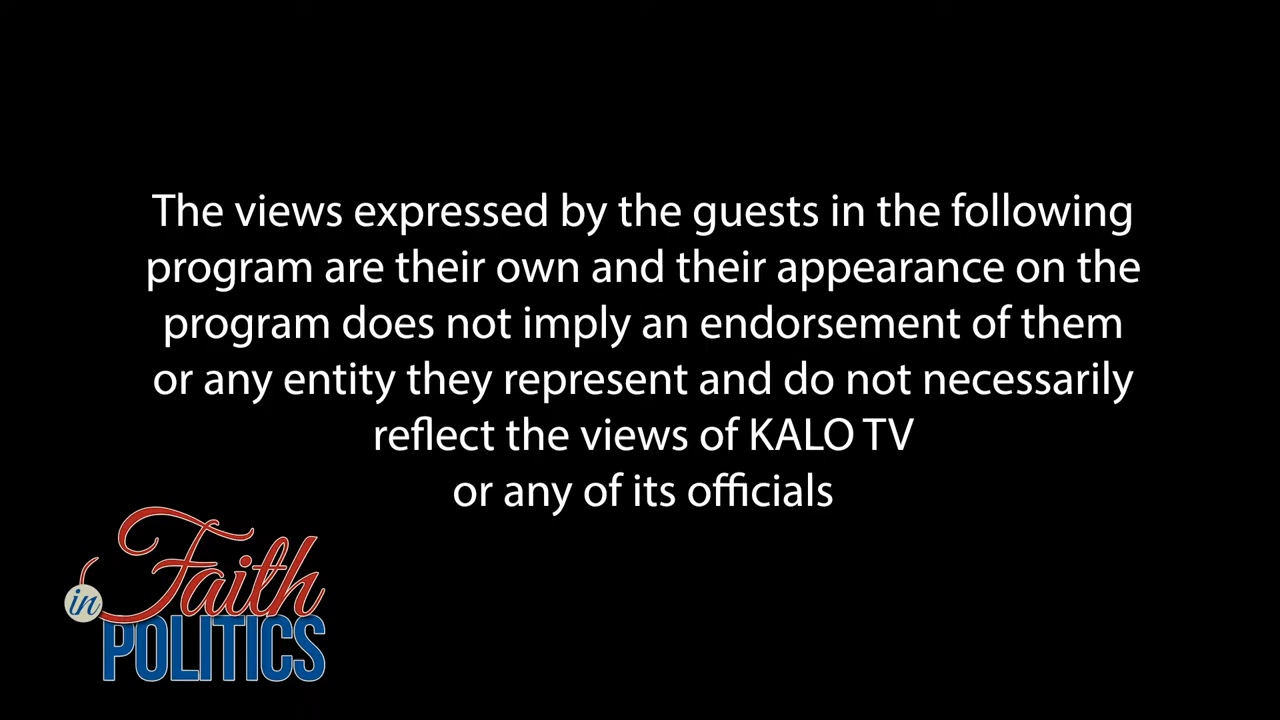 The views expressed by the guests in the following
program are their own and their appearance on the
program does not imply an endorsement of them
or any entity they represent and do not necessarily
reflect the views of KALO TV
or any of its officials
Faith
in
POLITICS